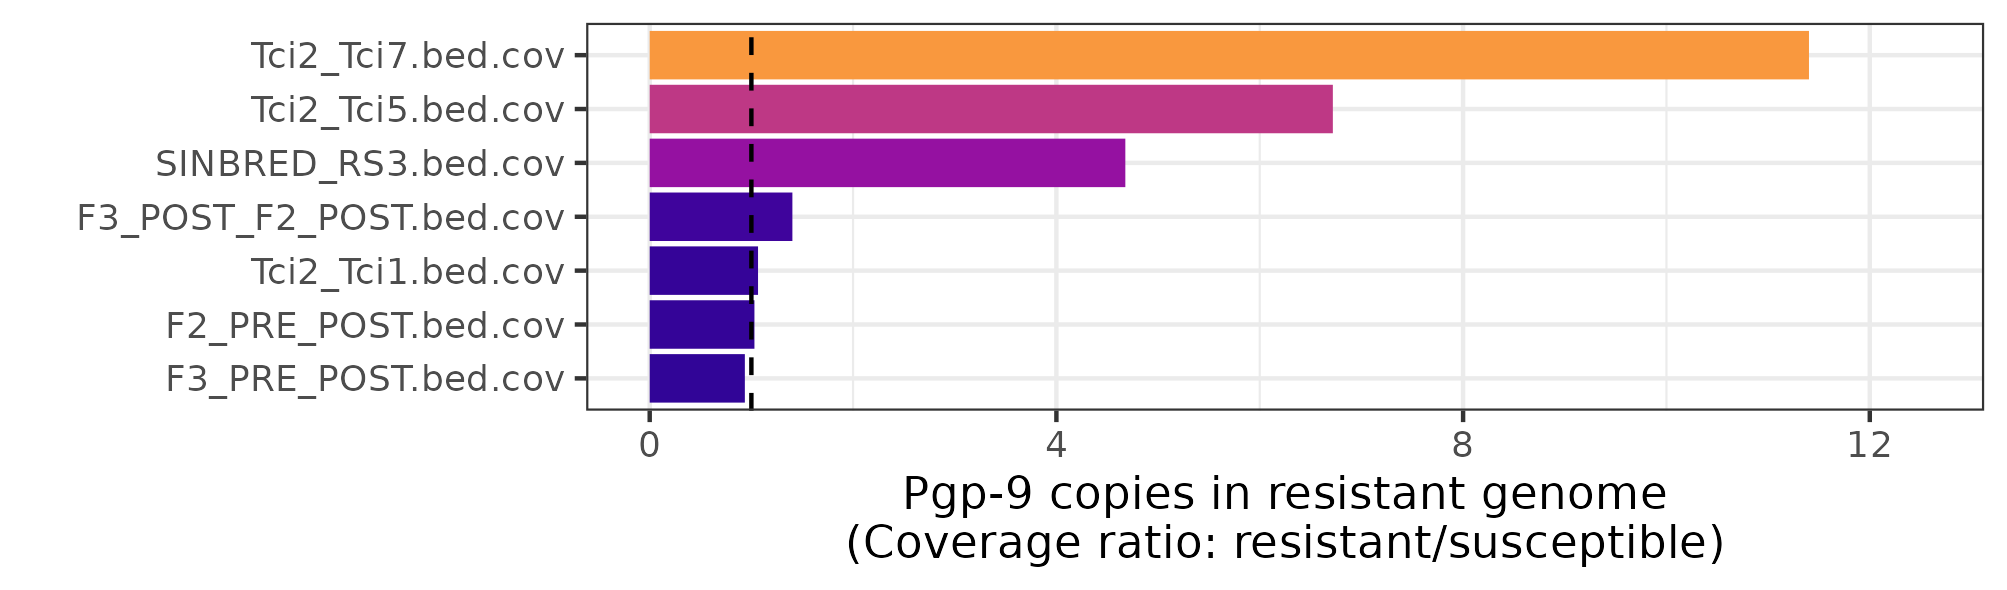 Tci2_Tci7.bed.cov
Tci2_Tci5.bed.cov
SINBRED_RS3.bed.cov
F3_POST_F2_POST.bed.cov
Tci2_Tci1.bed.cov
F2_PRE_POST.bed.cov
F3_PRE_POST.bed.cov
0 4 8 12
Pgp-9 copies in resistant genome
(Coverage ratio: resistant/susceptible)